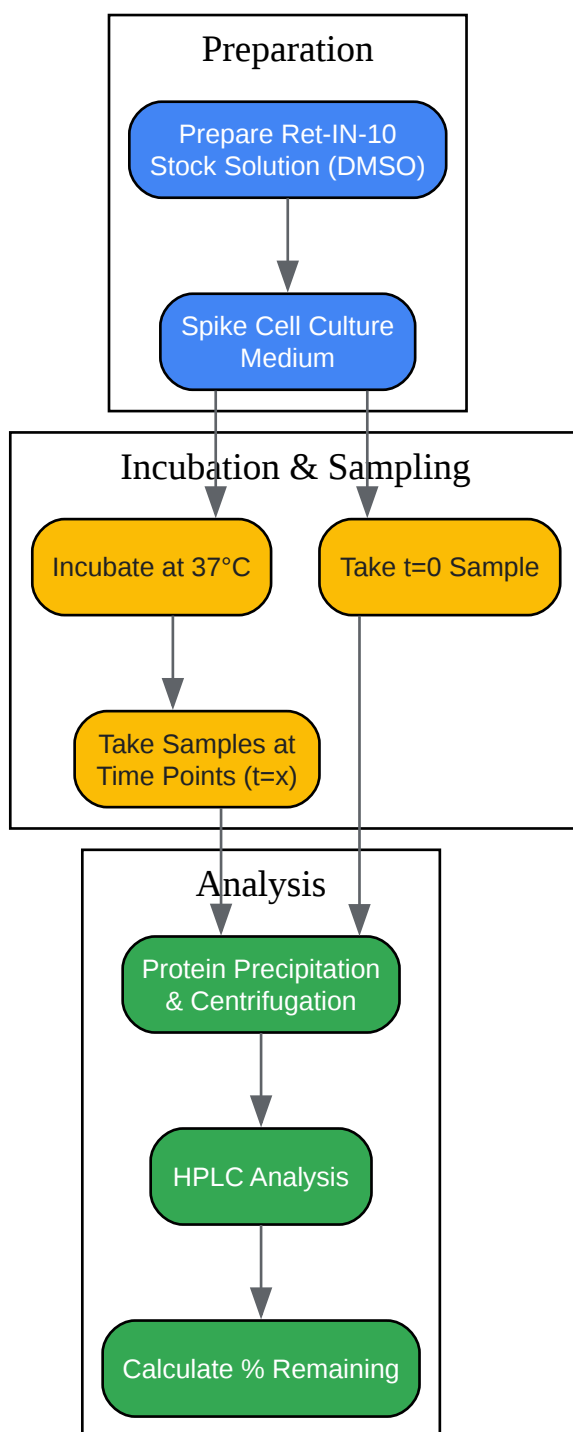 Preparation
Prepare Ret-IN-10
Stock Solution (DMSO)
Spike Cell Culture
Medium
Incubation & Sampling
Incubate at 37°C
Take t=0 Sample
Take Samples at
Time Points (t=x)
Analysis
Protein Precipitation
& Centrifugation
HPLC Analysis
Calculate % Remaining